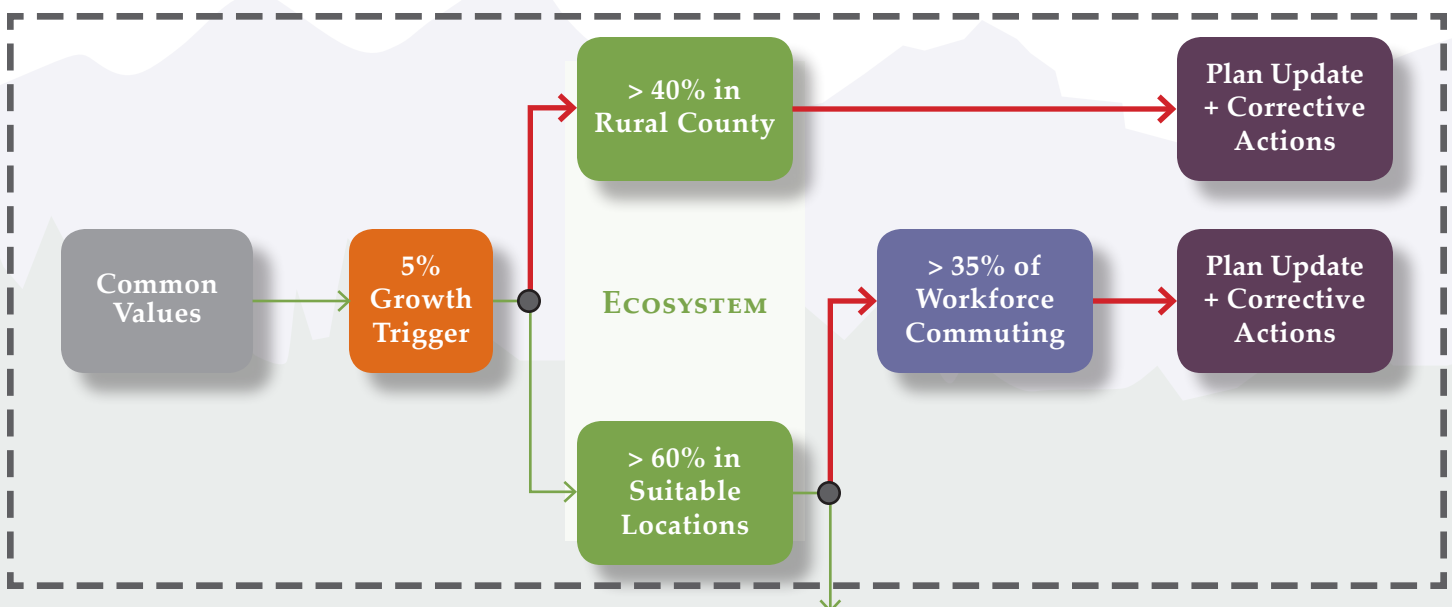 > 40% in
Rural County
Plan Update
+ Corrective
Actions
Common
Values
5%
Growth
Trigger
Ecosystem
> 35% of
Workforce
Commuting
Plan Update
+ Corrective
Actions
> 60% in
Suitable
Locations